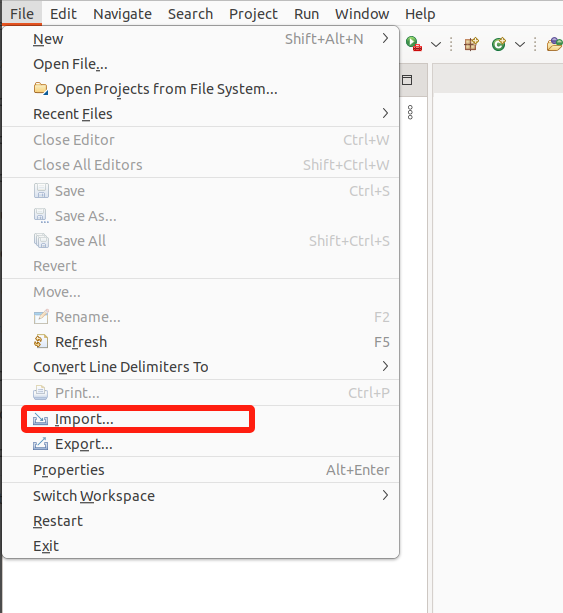 File Edit Navigate Search Project Run Window Help
New Shift+Alt+N
Open File...
Open Projects from File System...
Recent Files
Close Editor Ctrl+W
Close All Editors Shift+Ctrl+W
Save Ctrl+S
Save As...
Save All Shift+Ctrl+S
Revert
Move...
Rename... F2
Refresh F5
Convert Line Delimiters To
Print... Ctrl+P
Import...
Export...
Properties Alt+Enter
Switch Workspace
Restart
Exit